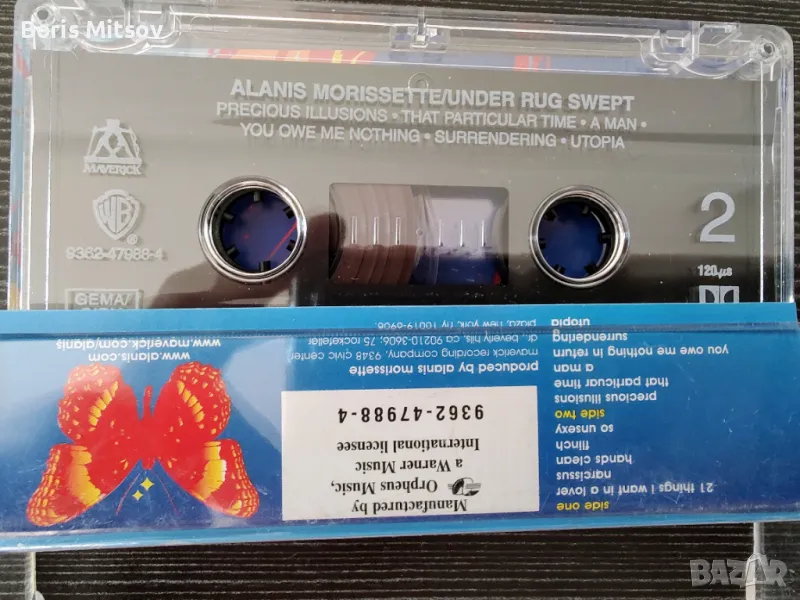 Boris Mitsov
ALANIS MORISSETTE/UNDER RUG SWEPT
PRECIOUS ILLUSIONS • THAT PARTICULAR TIME • A MAN •
YOU OWE ME NOTHING • SURRENDERING • UTOPIA
MAVERICK
WB
9362-47988-4
GEMA/
2
120µs
side one
21 things i want in a lover
narcissus
hands clean
flinch
so unsexy
side two
precious illusions
that particular time
a man
you owe me nothing in return
surrendering
utopia
Manufactured by
Orpheus Music,
a Warner Music
International licensee
9362-47988-4
produced by alanis morissette
maverick recording company, 9348 civic center
dr., beverly hills, ca 90210-3606; 75 rockefeller
plaza, new york, ny 10019-6908.
www.alanis.com
www.maverick.com/alanis
BAZAR